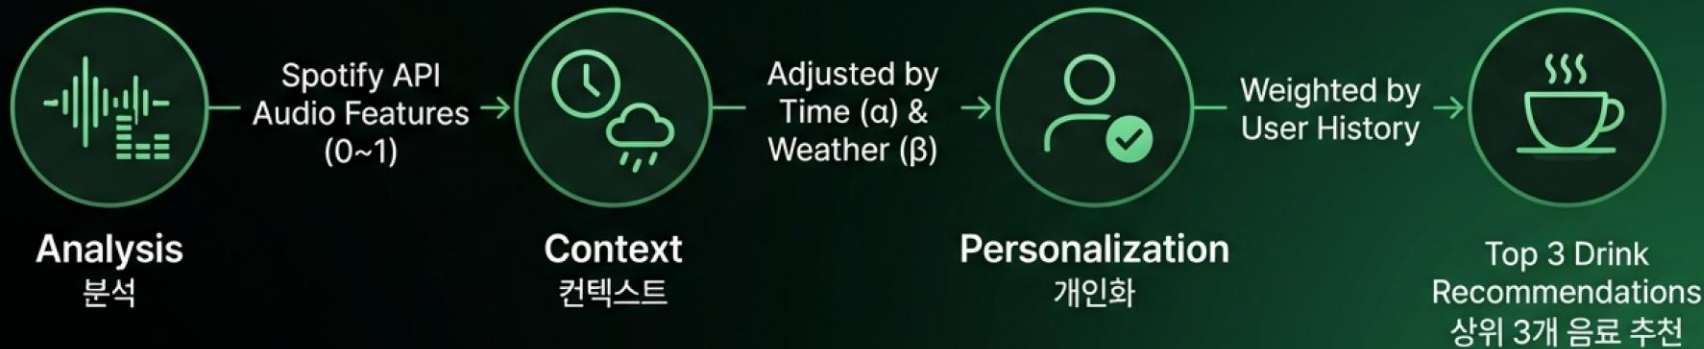 Spotify API
Audio Features
(0~1)
Adjusted by
Time (α) &
Weather (β)
Weighted by
User History
Analysis
분석
Context
컨텍스트
Personalization
개인화
Top 3 Drink
Recommendations
상위 3개 음료 추천